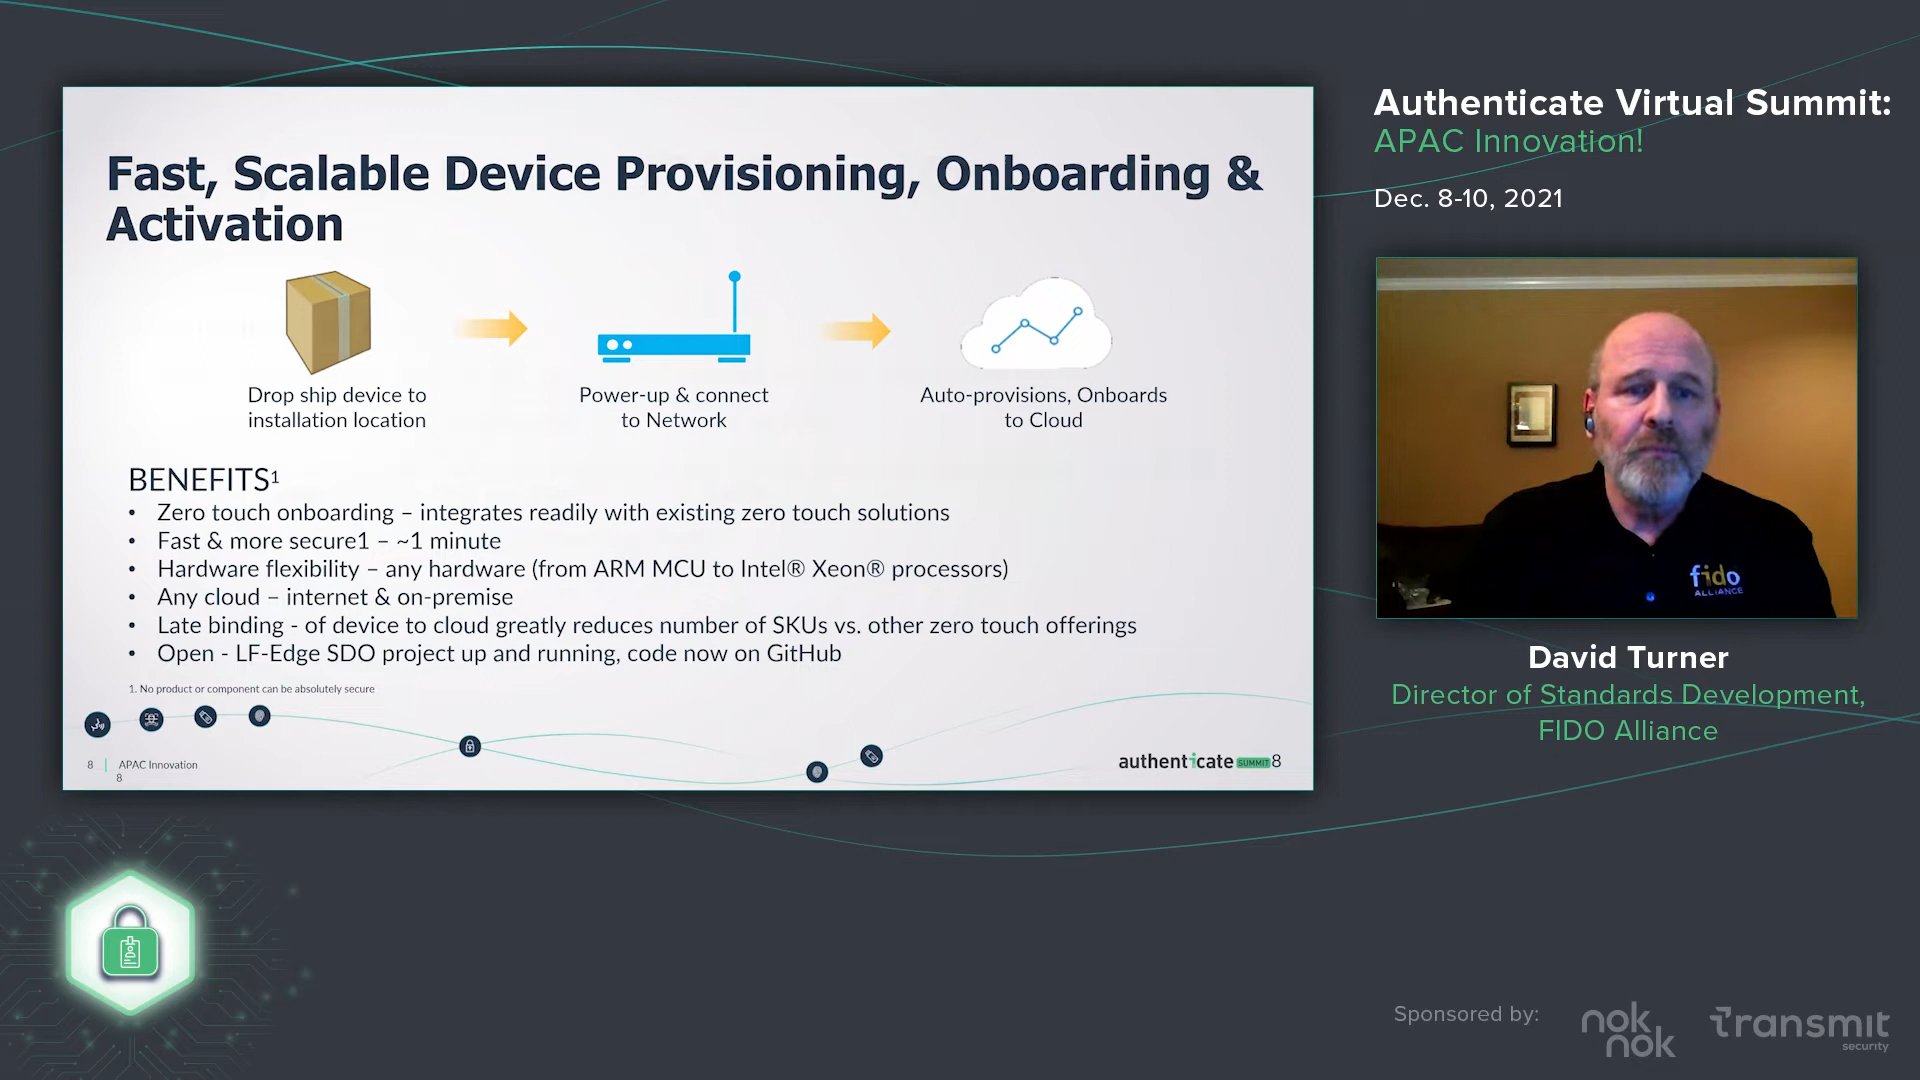 Fast, Scalable Device Provisioning, Onboarding &
Activation
Drop ship device to
installation location
Power-up & connect
to Network
Auto-provisions, Onboards
to Cloud
BENEFITS1
• Zero touch onboarding – integrates readily with existing zero touch solutions
• Fast & more secure1 – ~1 minute
• Hardware flexibility – any hardware (from ARM MCU to Intel® Xeon® processors)
• Any cloud – internet & on-premise
• Late binding - of device to cloud greatly reduces number of SKUs vs. other zero touch offerings
• Open - LF-Edge SDO project up and running, code now on GitHub
1. No product or component can be absolutely secure
8 | APAC Innovation
8
authenticate SUMMIT 8
Authenticate Virtual Summit:
APAC Innovation!
Dec. 8-10, 2021
fido
ALLIANCE
David Turner
Director of Standards Development,
FIDO Alliance
Sponsored by:
nok
nok
Transmit
security